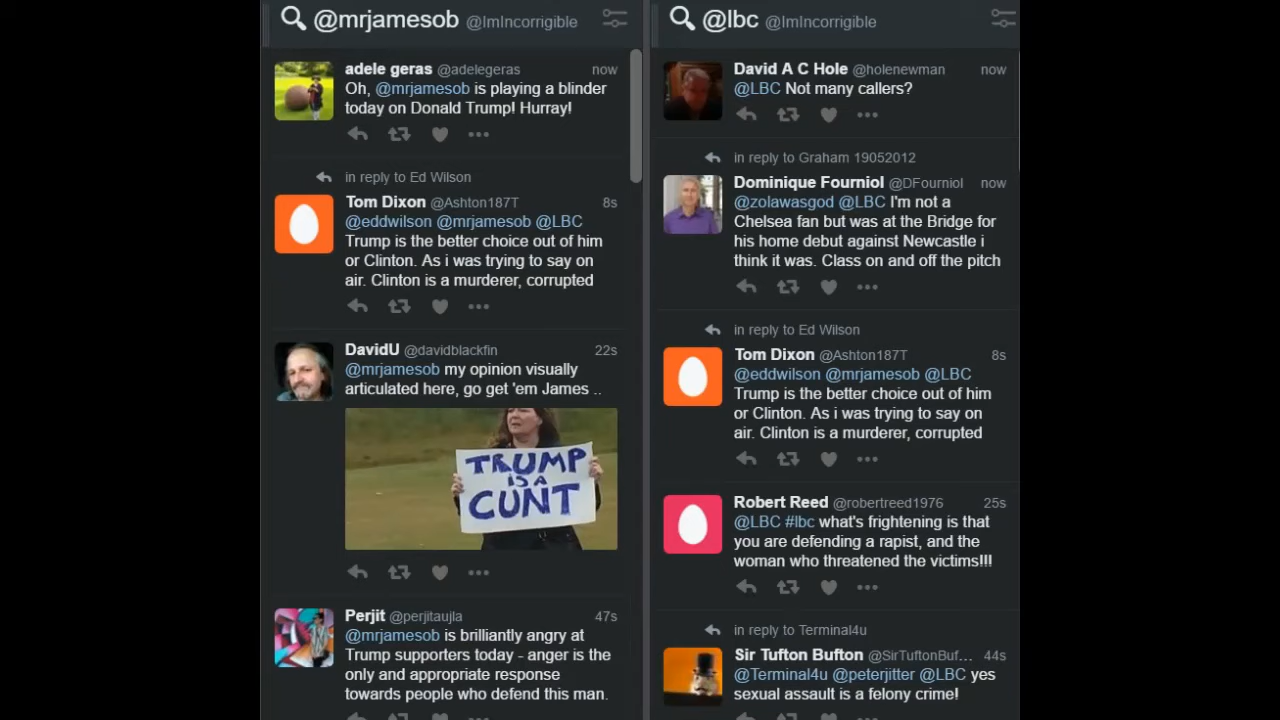 @mrjamesob @ImIncorrigible
adele geras @adelegeras now
Oh, @mrjamesob is playing a blinder
today on Donald Trump! Hurray!
in reply to Ed Wilson
Tom Dixon @Ashton187T 8s
@eddwilson @mrjamesob @LBC
Trump is the better choice out of him
or Clinton. As i was trying to say on
air. Clinton is a murderer, corrupted
DavidU @davidblackfin 22s
@mrjamesob my opinion visually
articulated here, go get 'em James ..
TRUMP
IS A
CUNT
Perjit @perjitaujla 47s
@mrjamesob is brilliantly angry at
Trump supporters today - anger is the
only and appropriate response
towards people who defend this man.
@lbc @ImIncorrigible
David A C Hole @holenewman now
@LBC Not many callers?
in reply to Graham 19052012
Dominique Fourniol @DFourniol now
@zolawasgod @LBC I'm not a
Chelsea fan but was at the Bridge for
his home debut against Newcastle i
think it was. Class on and off the pitch
in reply to Ed Wilson
Tom Dixon @Ashton187T 8s
@eddwilson @mrjamesob @LBC
Trump is the better choice out of him
or Clinton. As i was trying to say on
air. Clinton is a murderer, corrupted
Robert Reed @robertreed1976 25s
@LBC #lbc what's frightening is that
you are defending a rapist, and the
woman who threatened the victims!!!
in reply to Terminal4u
Sir Tufton Bufton @SirTuftonBuf... 44s
@Terminal4u @peterjitter @LBC yes
sexual assault is a felony crime!